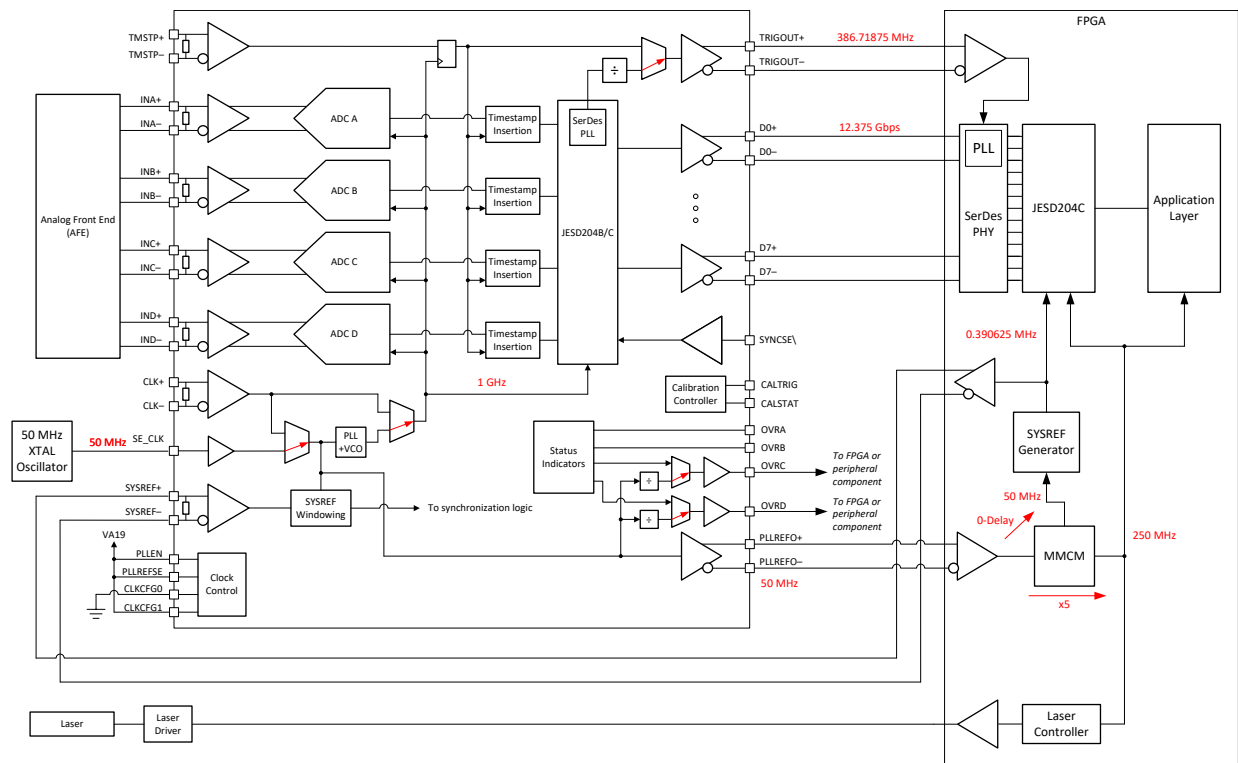 FPGA
TMSTP+
TMSTP−
TRIGOUT+
386.71875 MHz
TRIGOUT−
÷
Analog Front End
(AFE)
INA+
INA−
ADC A
Timestamp
Insertion
SerDes
PLL
D0+
12.375 Gbps
D0−
INB+
INB−
ADC B
Timestamp
Insertion
JESD204B/C
PLL
SerDes
PHY
JESD204C
Application
Layer
INC+
INC−
ADC C
Timestamp
Insertion
D7+
D7−
IND+
IND−
ADC D
Timestamp
Insertion
SYNCSE\
0.390625 MHz
CLK+
CLK−
1 GHz
Calibration
Controller
CALTRIG
CALSTAT
50 MHz
XTAL
Oscillator
50 MHz
SE_CLK
PLL
+VCO
Status
Indicators
OVRA
OVRB
OVRC
OVRD
÷
÷
To FPGA or
peripheral
component
To FPGA or
peripheral
component
SYSREF
Generator
SYSREF+
SYSREF−
SYSREF
Windowing
To synchronization logic
50 MHz
0-Delay
MMCM
250 MHz
x5
VA19
PLLEN
PLLREFSE
CLKCFG0
CLKCFG1
Clock
Control
PLLREFO+
PLLREFO−
50 MHz
Laser
Laser
Driver
Laser
Controller